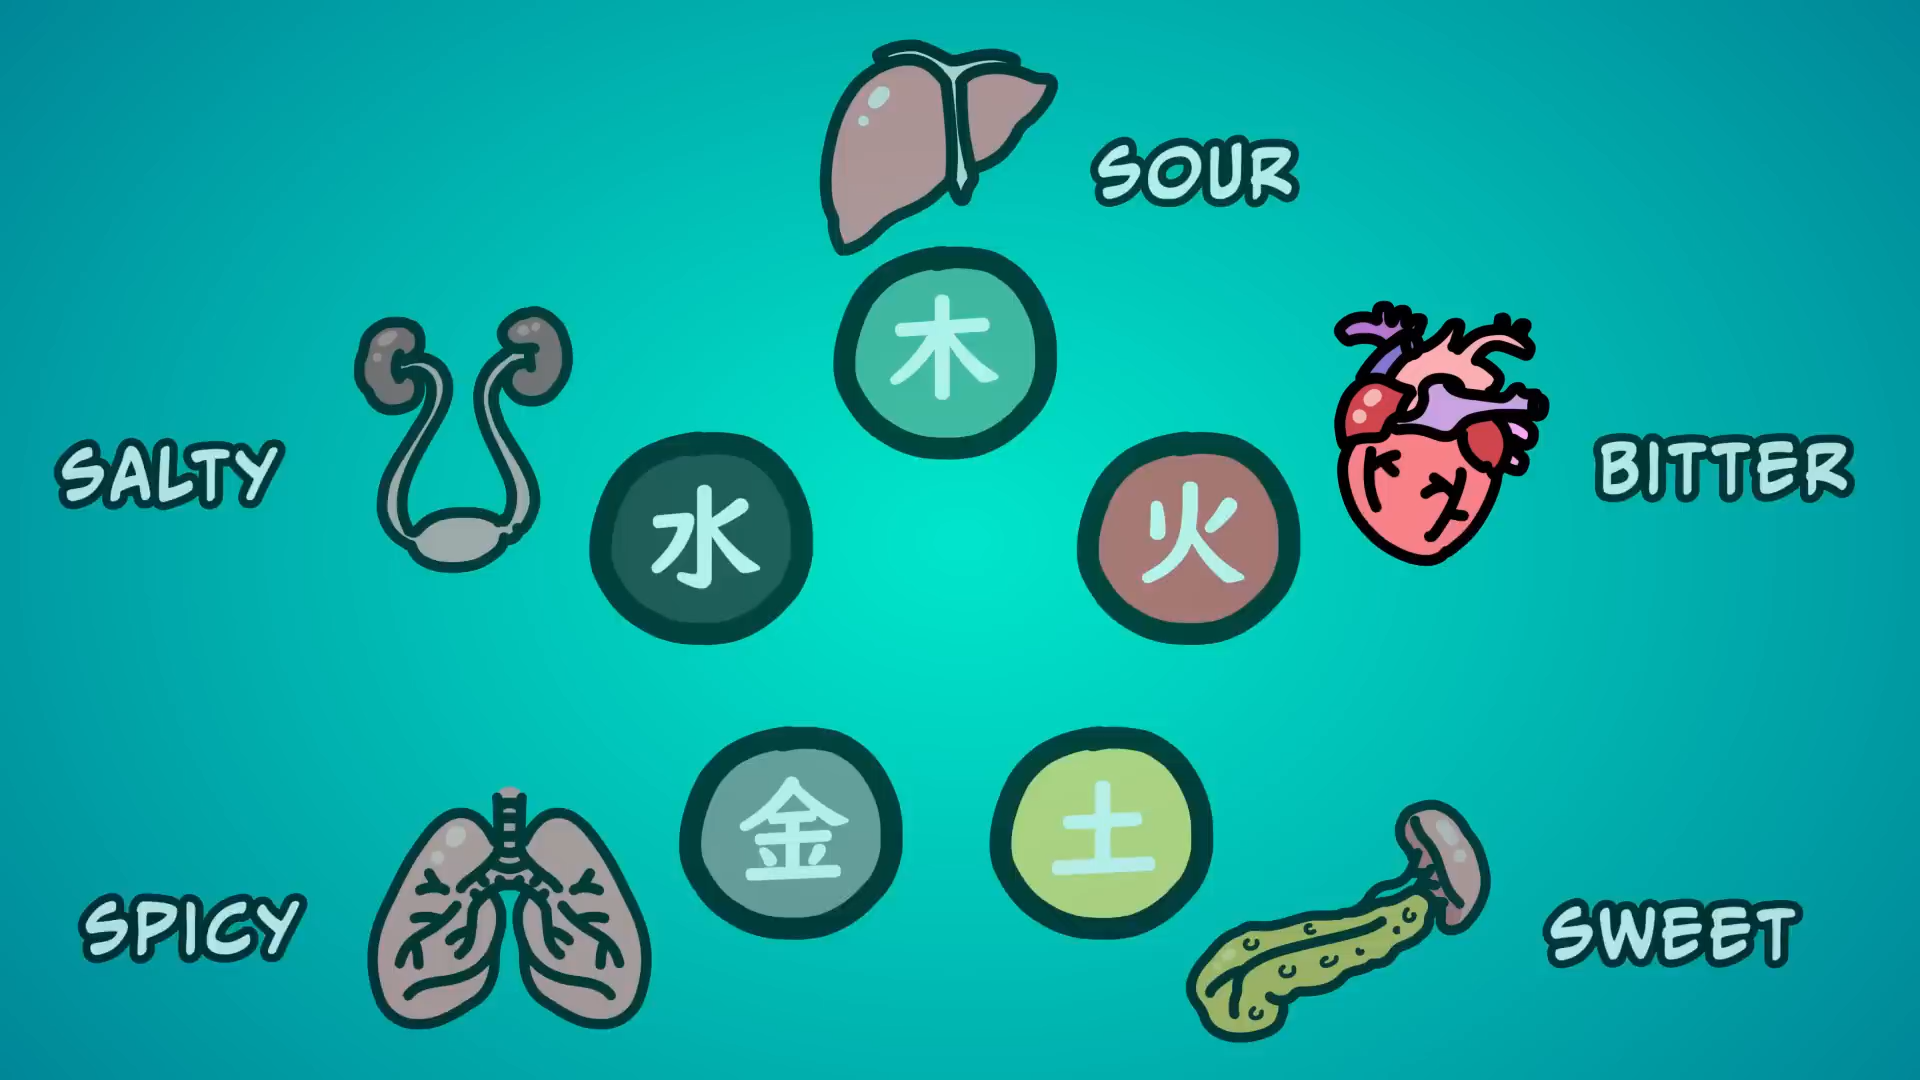 SOUR
木
SALTY
水
火
BITTER
SPICY
金
土
SWEET